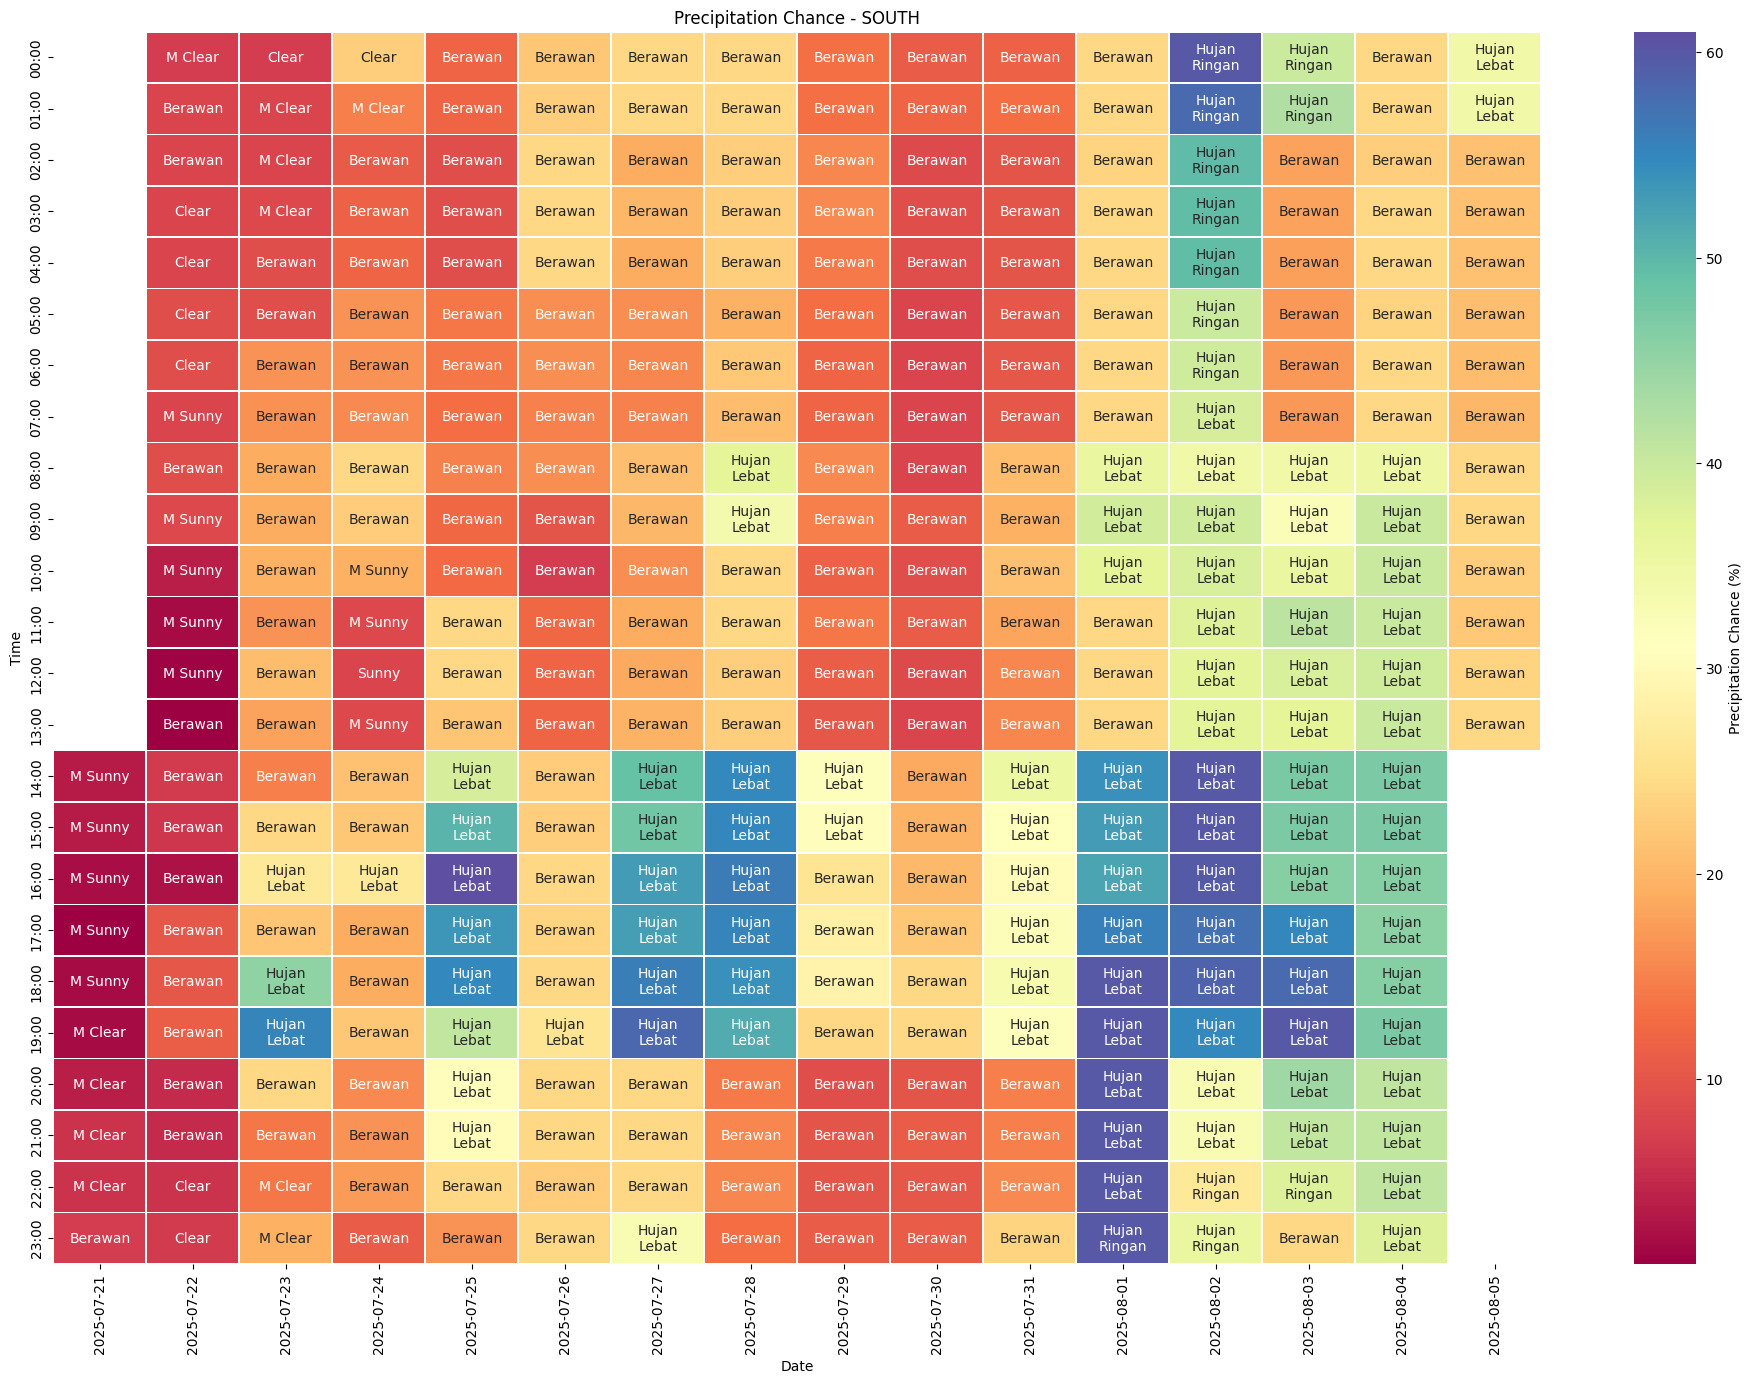 Precipitation Chance - SOUTH
00:00 M Clear Clear Clear Berawan Berawan Berawan Berawan Berawan Berawan Berawan Berawan Hujan Ringan Hujan Ringan Berawan Hujan Lebat
01:00 Berawan M Clear M Clear Berawan Berawan Berawan Berawan Berawan Berawan Berawan Berawan Hujan Ringan Hujan Ringan Berawan Hujan Lebat
02:00 Berawan M Clear Berawan Berawan Berawan Berawan Berawan Berawan Berawan Berawan Berawan Hujan Ringan Berawan Berawan Berawan
03:00 Clear M Clear Berawan Berawan Berawan Berawan Berawan Berawan Berawan Berawan Berawan Hujan Ringan Berawan Berawan Berawan
04:00 Clear Berawan Berawan Berawan Berawan Berawan Berawan Berawan Berawan Berawan Berawan Hujan Ringan Berawan Berawan Berawan
05:00 Clear Berawan Berawan Berawan Berawan Berawan Berawan Berawan Berawan Berawan Berawan Hujan Ringan Berawan Berawan Berawan
06:00 Clear Berawan Berawan Berawan Berawan Berawan Berawan Berawan Berawan Berawan Berawan Hujan Ringan Berawan Berawan Berawan
07:00 M Sunny Berawan Berawan Berawan Berawan Berawan Berawan Berawan Berawan Berawan Berawan Hujan Lebat Berawan Berawan Berawan
08:00 Berawan Berawan Berawan Berawan Berawan Berawan Hujan Lebat Berawan Berawan Berawan Hujan Lebat Hujan Lebat Hujan Lebat Hujan Lebat Berawan
09:00 M Sunny Berawan Berawan Berawan Berawan Berawan Hujan Lebat Berawan Berawan Berawan Hujan Lebat Hujan Lebat Hujan Lebat Hujan Lebat Berawan
10:00 M Sunny Berawan M Sunny Berawan Berawan Berawan Berawan Berawan Berawan Berawan Hujan Lebat Hujan Lebat Hujan Lebat Hujan Lebat Berawan
11:00 M Sunny Berawan M Sunny Berawan Berawan Berawan Berawan Berawan Berawan Berawan Berawan Hujan Lebat Hujan Lebat Hujan Lebat Berawan
12:00 M Sunny Berawan Sunny Berawan Berawan Berawan Berawan Berawan Berawan Berawan Berawan Hujan Lebat Hujan Lebat Hujan Lebat Berawan
13:00 Berawan Berawan M Sunny Berawan Berawan Berawan Berawan Berawan Berawan Berawan Berawan Hujan Lebat Hujan Lebat Hujan Lebat Berawan
14:00 M Sunny Berawan Berawan Berawan Hujan Lebat Berawan Hujan Lebat Hujan Lebat Hujan Lebat Berawan Hujan Lebat Hujan Lebat Hujan Lebat Hujan Lebat Hujan Lebat
15:00 M Sunny Berawan Berawan Berawan Hujan Lebat Berawan Hujan Lebat Hujan Lebat Hujan Lebat Berawan Hujan Lebat Hujan Lebat Hujan Lebat Hujan Lebat Hujan Lebat
16:00 M Sunny Berawan Hujan Lebat Hujan Lebat Hujan Lebat Berawan Hujan Lebat Hujan Lebat Berawan Berawan Hujan Lebat Hujan Lebat Hujan Lebat Hujan Lebat Hujan Lebat
17:00 M Sunny Berawan Berawan Berawan Hujan Lebat Berawan Hujan Lebat Hujan Lebat Berawan Berawan Hujan Lebat Hujan Lebat Hujan Lebat Hujan Lebat Hujan Lebat
18:00 M Sunny Berawan Hujan Lebat Berawan Hujan Lebat Berawan Hujan Lebat Hujan Lebat Berawan Berawan Hujan Lebat Hujan Lebat Hujan Lebat Hujan Lebat Hujan Lebat
19:00 M Clear Berawan Hujan Lebat Berawan Hujan Lebat Hujan Lebat Hujan Lebat Hujan Lebat Berawan Berawan Hujan Lebat Hujan Lebat Hujan Lebat Hujan Lebat Hujan Lebat
20:00 M Clear Berawan Berawan Berawan Hujan Lebat Berawan Berawan Berawan Berawan Berawan Berawan Hujan Lebat Hujan Lebat Hujan Lebat Hujan Lebat
21:00 M Clear Berawan Berawan Berawan Hujan Lebat Berawan Berawan Berawan Berawan Berawan Berawan Hujan Lebat Hujan Lebat Hujan Lebat Hujan Lebat
22:00 M Clear Clear M Clear Berawan Berawan Berawan Berawan Berawan Berawan Berawan Berawan Hujan Lebat Hujan Ringan Hujan Ringan Hujan Lebat
23:00 Berawan Clear M Clear Berawan Berawan Berawan Hujan Lebat Berawan Berawan Berawan Berawan Hujan Ringan Hujan Ringan Berawan Hujan Lebat
2025-07-21 2025-07-22 2025-07-23 2025-07-24 2025-07-25 2025-07-26 2025-07-27 2025-07-28 2025-07-29 2025-07-30 2025-07-31 2025-08-01 2025-08-02 2025-08-03 2025-08-04 2025-08-05
Date
Time
60
50
40
30
20
10
Precipitation Chance (%)